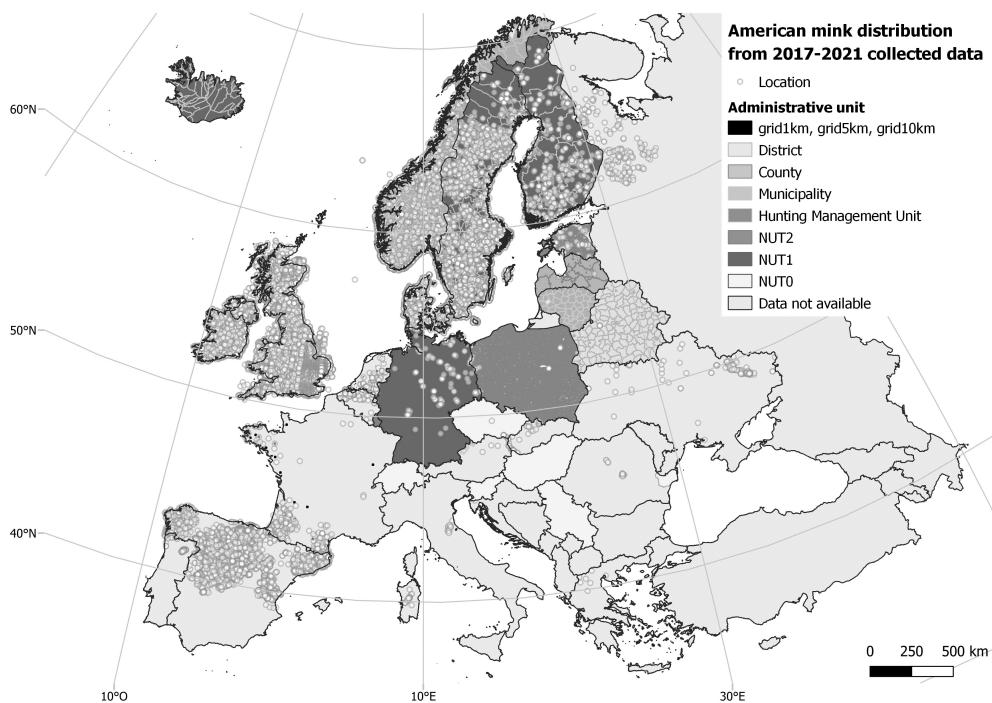 American mink distribution
from 2017-2021 collected data
Location
Administrative unit
grid1km, grid5km, grid10km
District
County
Municipality
Hunting Management Unit
NUT2
NUT1
NUT0
Data not available
60°N
50°N
40°N
0 250 500 km
10°O 10°E 30°E